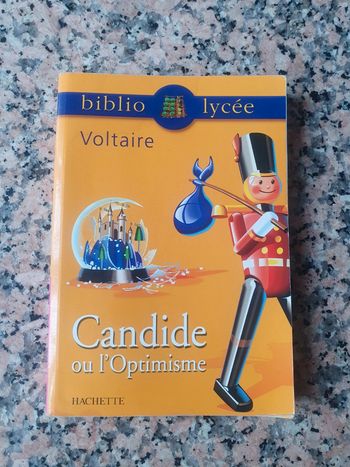 biblio lycée
Voltaire
Candide
ou l'Optimisme
HACHETTE